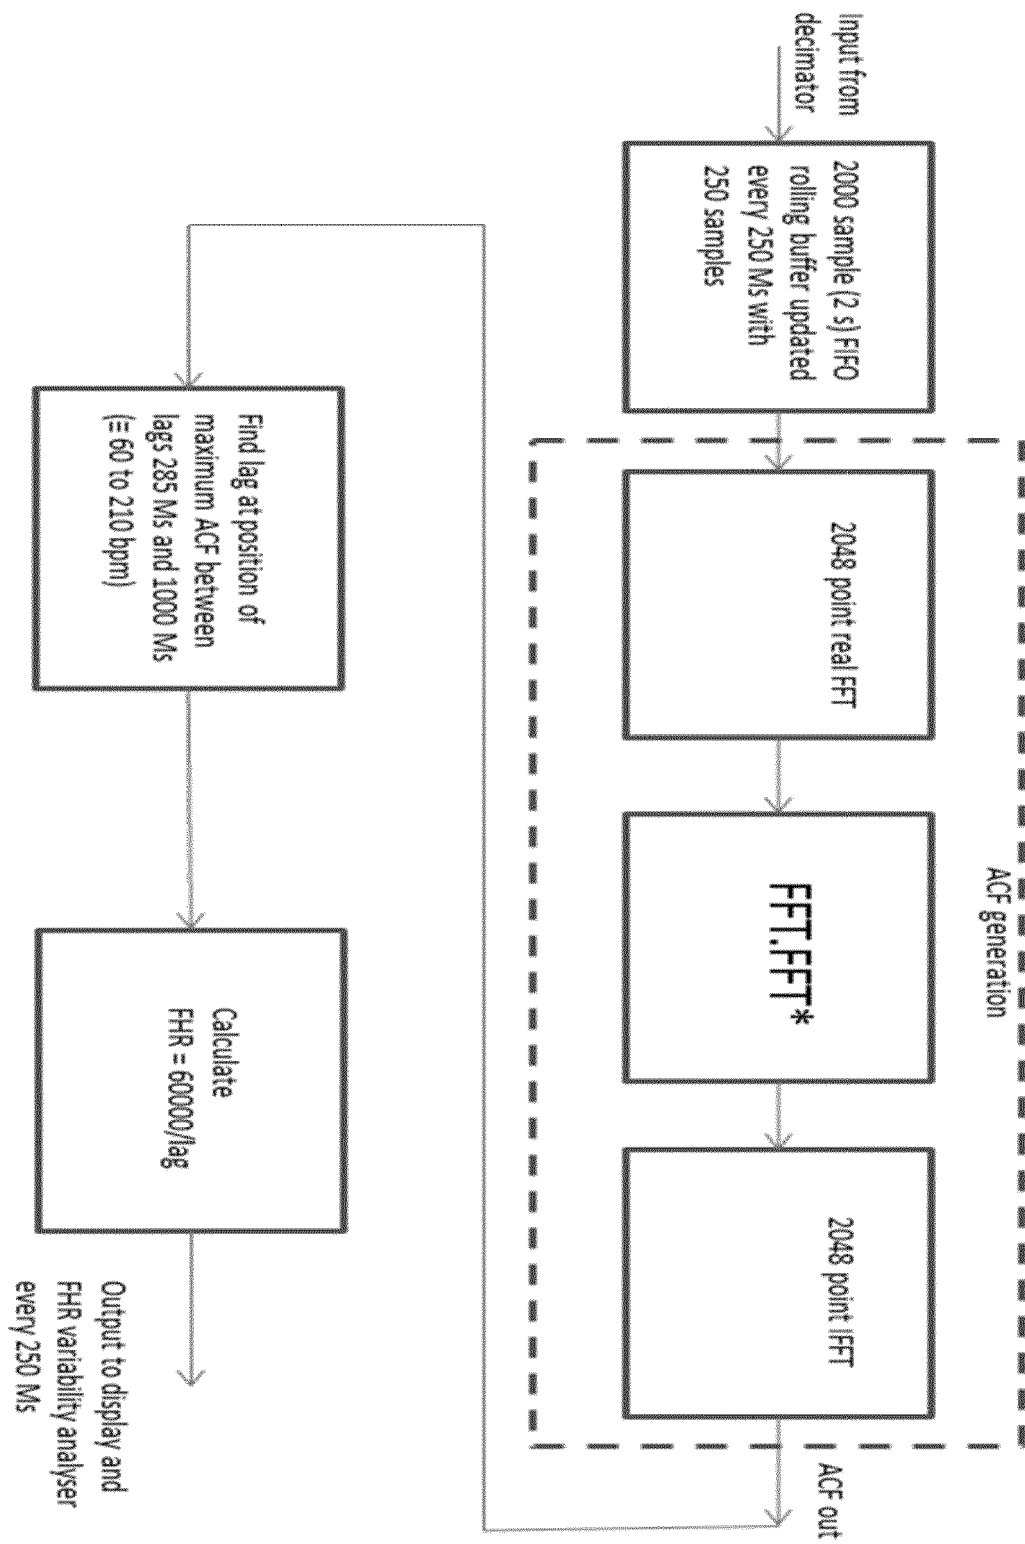 Input from
decimator
2000 sample (2 s) FIFO
rolling buffer updated
every 250 Ms with
250 samples
ACF generation
2048 point real FFT
FFT.FFT*
2048 point IFFT
ACF out
Find lag at position of
maximum ACF between
lags 285 Ms and 1000 Ms
(= 60 to 210 bpm)
Calculate
FHR = 60000/lag
Output to display and
FHR variability analyser
every 250 Ms